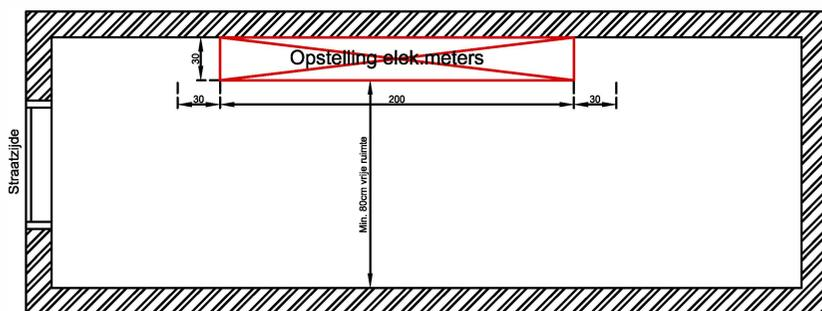 Opstelling elek.meters
30
30
200
30
Min. 80cm vrije ruimte
Straatzijde